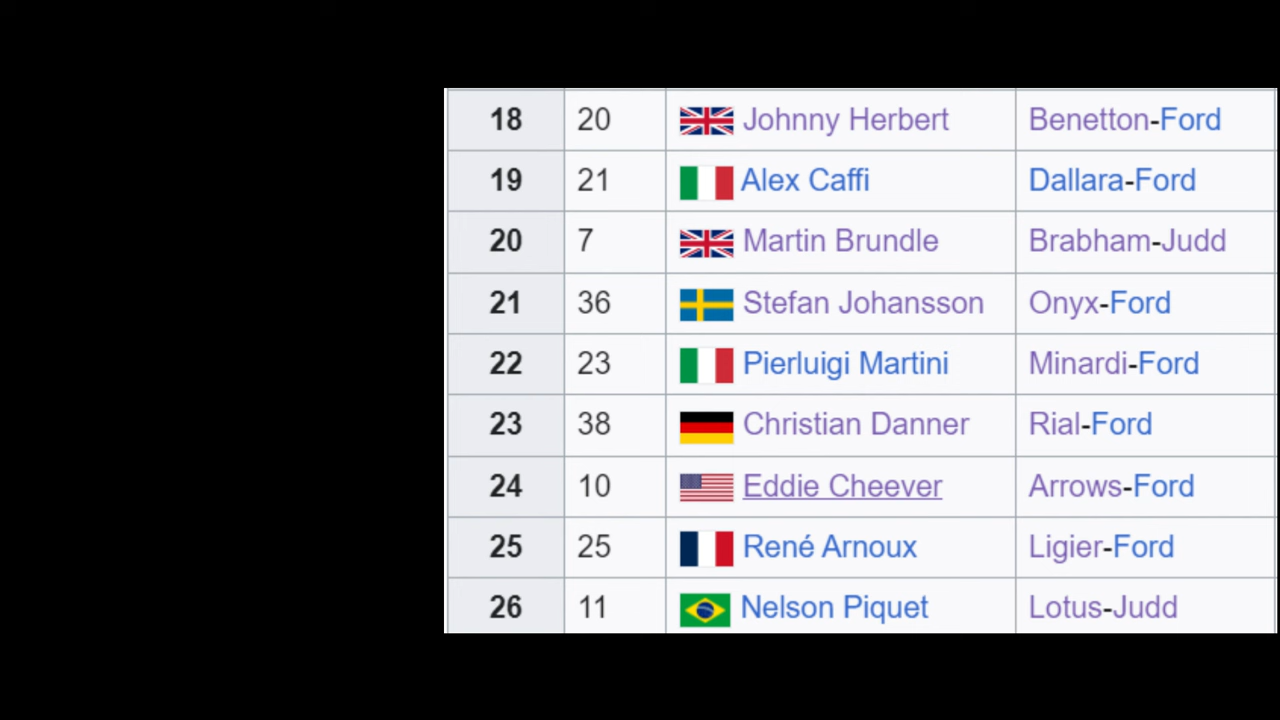 18 20 Johnny Herbert Benetton-Ford
19 21 Alex Caffi Dallara-Ford
20 7 Martin Brundle Brabham-Judd
21 36 Stefan Johansson Onyx-Ford
22 23 Pierluigi Martini Minardi-Ford
23 38 Christian Danner Rial-Ford
24 10 Eddie Cheever Arrows-Ford
25 25 René Arnoux Ligier-Ford
26 11 Nelson Piquet Lotus-Judd